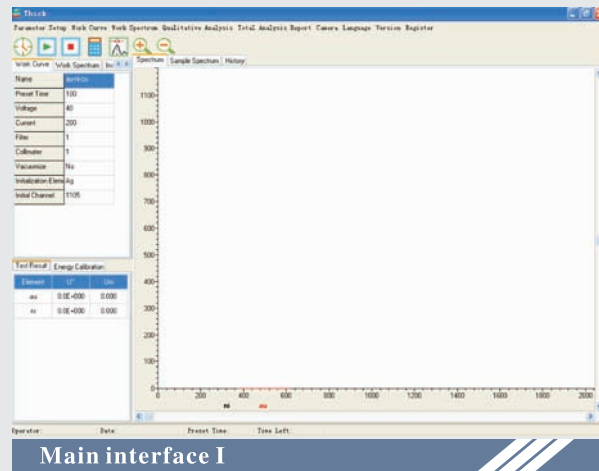 Thick
Parameter Setup Work Curve Work Spectrum Qualitative Analysis Total Analysis Report Camera Language Version Register
Work Curve Work Spectrum
Spectrum Sample Spectrum History
Name
Preset Time 100
Voltage 40
Current 200
Filter 1
Collimator 1
Vacuumize No
Initialization Elem Ag
Initial Channel 1105
Test Result Energy Calibration
Element
au 0.0E+000 0.000
0.0E+000 0.000
1100
1000
900
800
700
600
500
400
300
200
100
0
0 200 400 600 800 1000 1200 1400 1600 1800 2000
Operator: Date: Preset Time: Time Left:
Main interface I